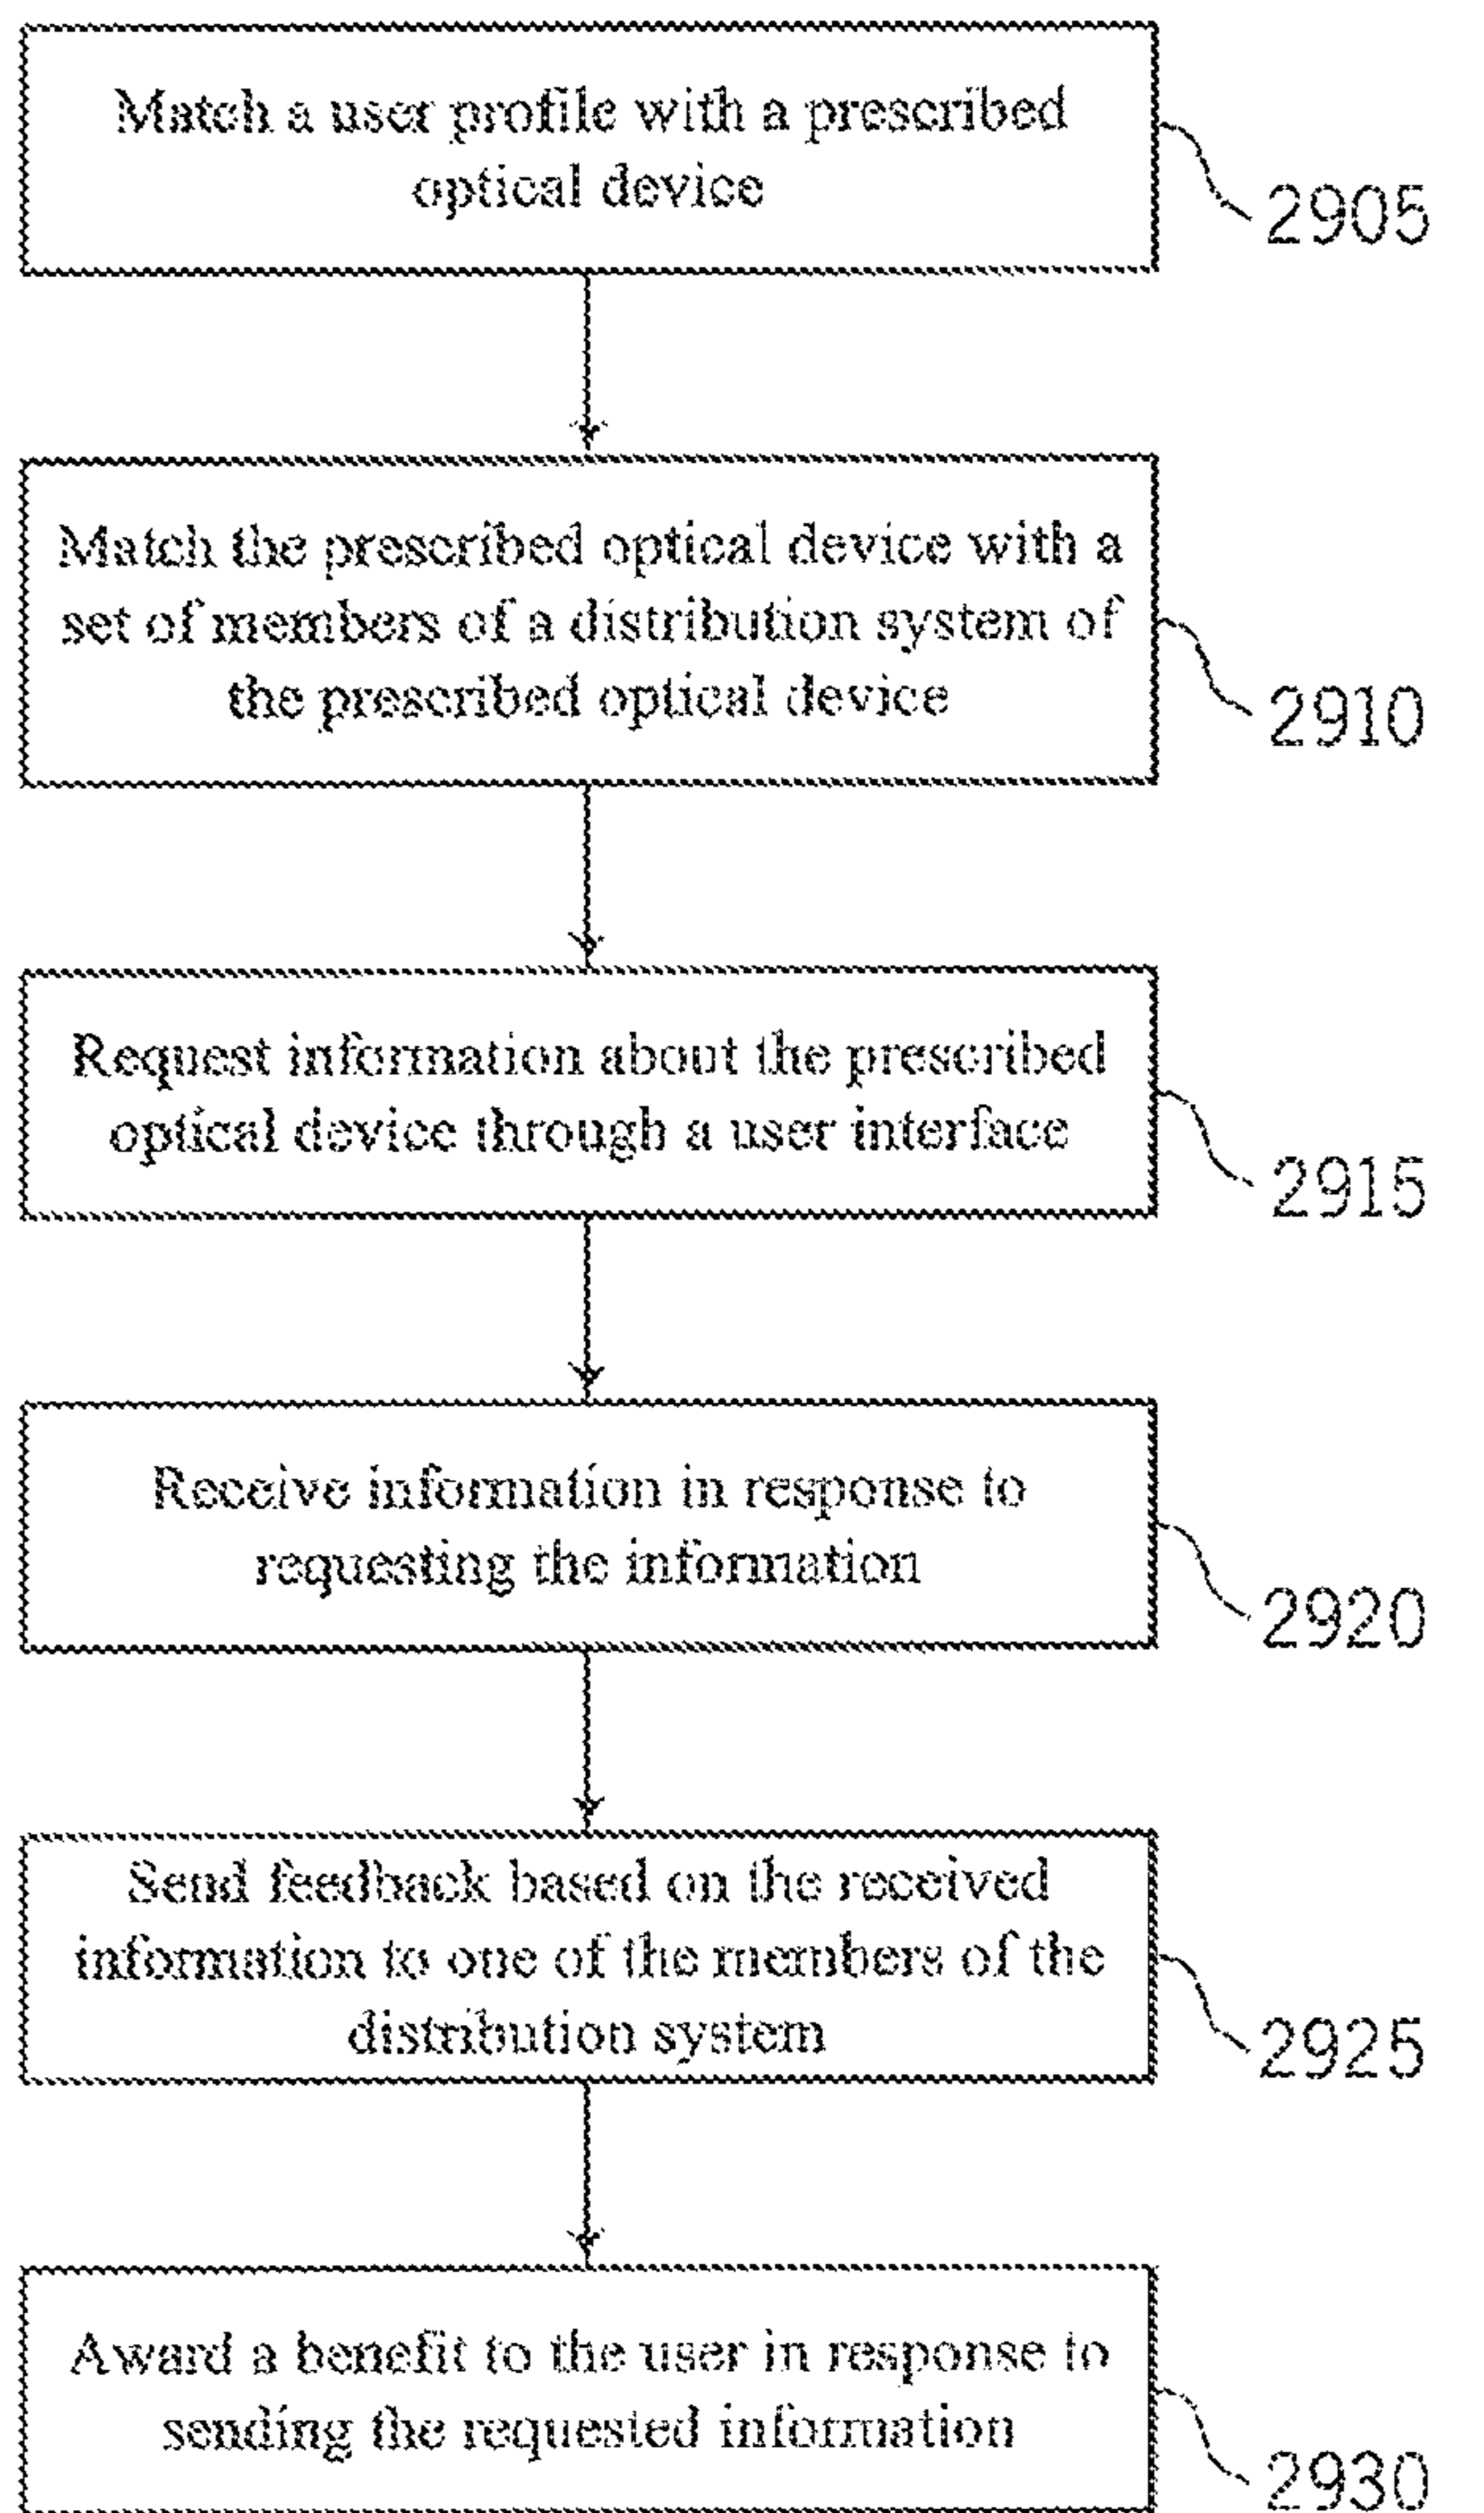 Match a user profile with a prescribed
optical device
2905
Match the prescribed optical device with a
set of members of a distribution system of
the prescribed optical device
2910
Request information about the prescribed
optical device through a user interface
2915
Receive information in response to
requesting the information
2920
Send feedback based on the received
information to one of the members of the
distribution system
2925
Award a benefit to the user in response to
sending the requested information
2930